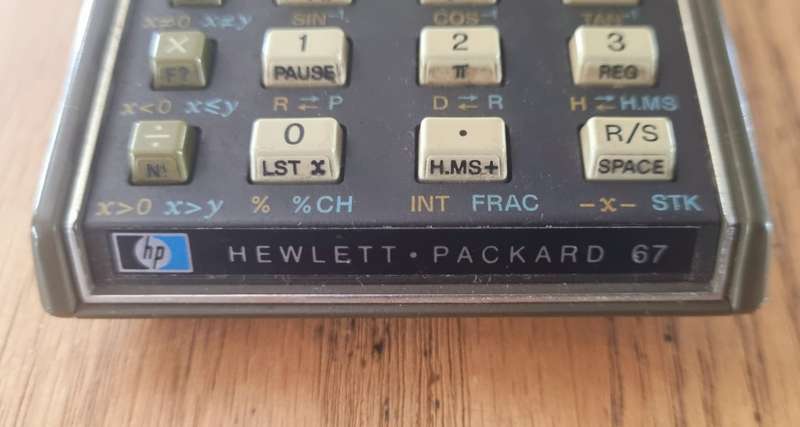 x≠0 x≠y SIN⁻¹ COS⁻¹ TAN⁻¹
× 1 2 3
F? PAUSE π REG
x<0 x≤y R ⇄ P D ⇄ R H ⇄ H.MS
÷ 0 • R/S
N! LST X H.MS+ SPACE
x>0 x>y % %CH INT FRAC -x- STK
hp HEWLETT • PACKARD 67